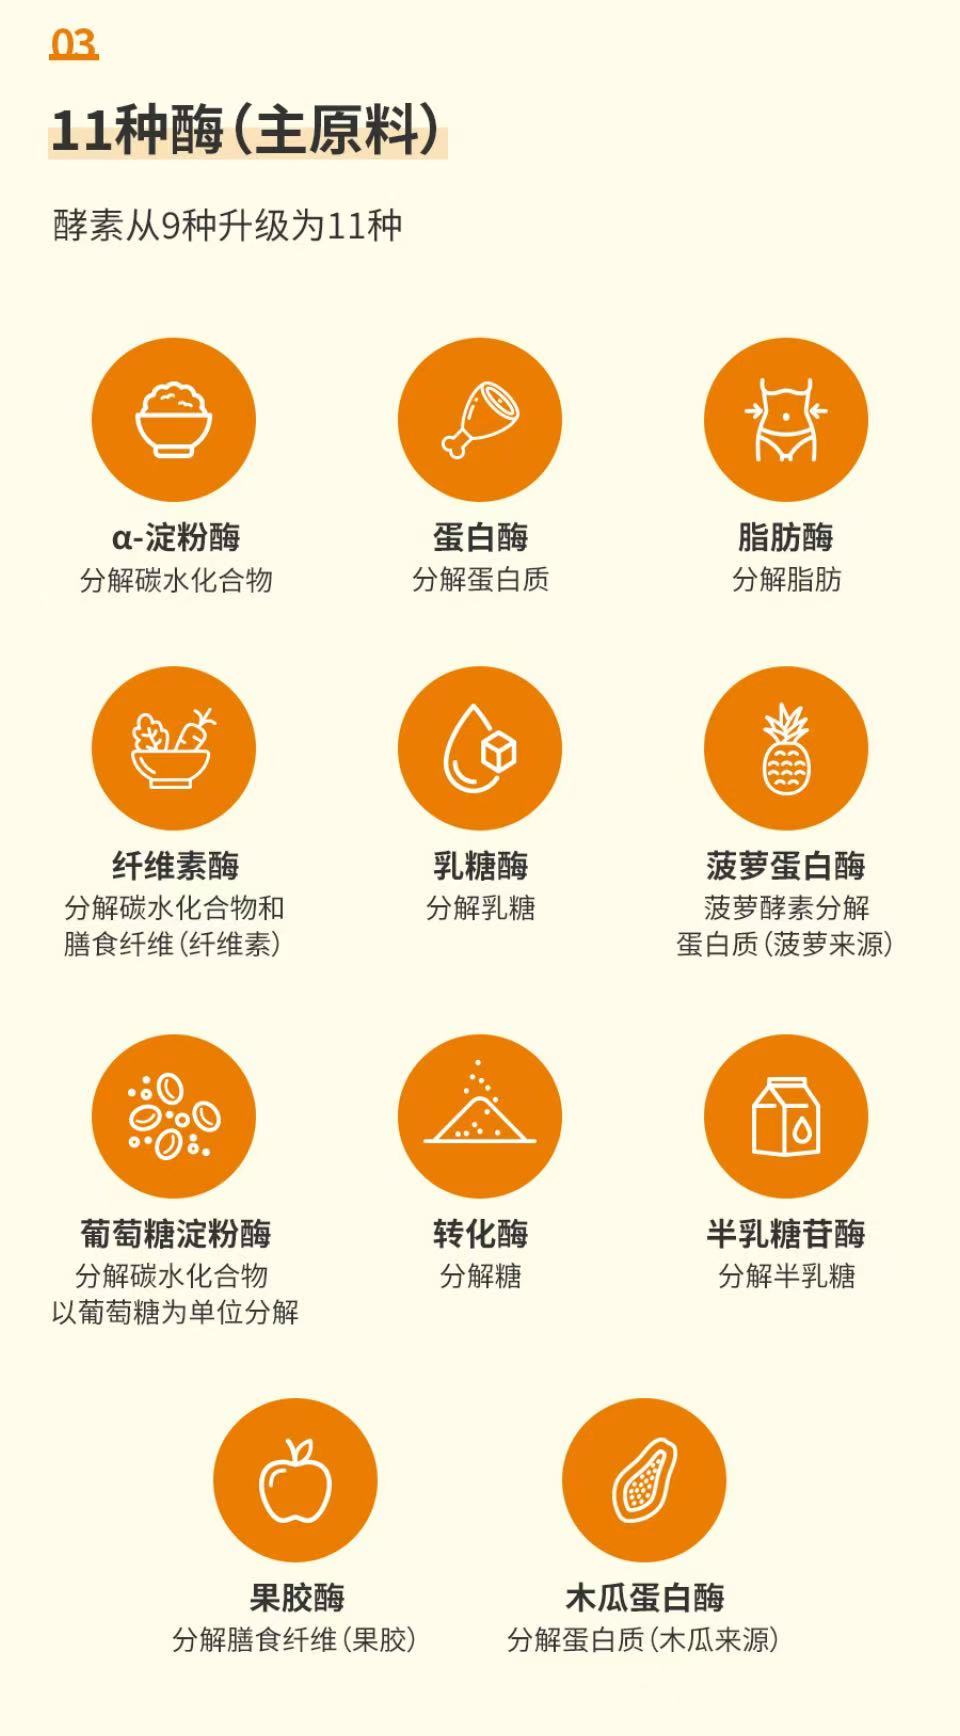 03
11种酶（主原料）
酵素从9种升级为11种
α-淀粉酶
分解碳水化合物
蛋白酶
分解蛋白质
脂肪酶
分解脂肪
纤维素酶
分解碳水化合物和
膳食纤维（纤维素）
乳糖酶
分解乳糖
菠萝蛋白酶
菠萝酵素分解
蛋白质（菠萝来源）
葡萄糖淀粉酶
分解碳水化合物
以葡萄糖为单位分解
转化酶
分解糖
半乳糖苷酶
分解半乳糖
果胶酶
分解膳食纤维（果胶）
木瓜蛋白酶
分解蛋白质（木瓜来源）